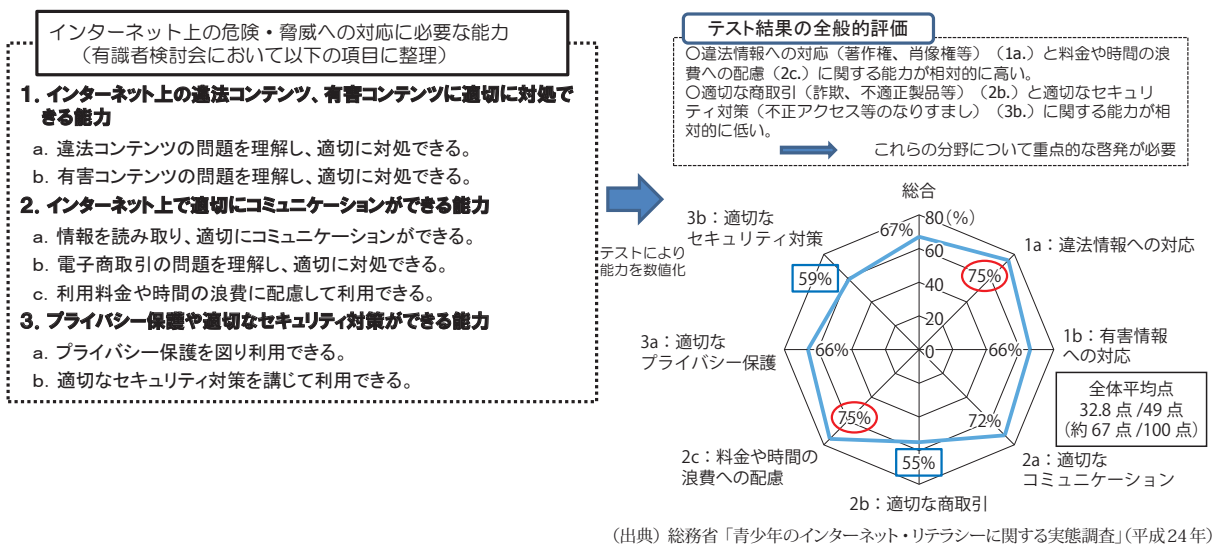 インターネット上の危険・脅威への対応に必要な能力
（有識者検討会において以下の項目に整理）
1．インターネット上の違法コンテンツ、有害コンテンツに適切に対処で
きる能力
a．違法コンテンツの問題を理解し、適切に対処できる。
b．有害コンテンツの問題を理解し、適切に対処できる。
2．インターネット上で適切にコミュニケーションができる能力
a．情報を読み取り、適切にコミュニケーションができる。
b．電子商取引の問題を理解し、適切に対処できる。
c．利用料金や時間の浪費に配慮して利用できる。
3．プライバシー保護や適切なセキュリティ対策ができる能力
a．プライバシー保護を図り利用できる。
b．適切なセキュリティ対策を講じて利用できる。
テストにより
能力を数値化
テスト結果の全般的評価
○違法情報への対応（著作権、肖像権等）（1a.）と料金や時間の浪
費への配慮（2c.）に関する能力が相対的に高い。
○適切な商取引（詐欺、不適正製品等）（2b.）と適切なセキュリ
ティ対策（不正アクセス等のなりすまし）（3b.）に関する能力が相
対的に低い。
これらの分野について重点的な啓発が必要
総合
80(%)
60
40
20
0
67%
1a：違法情報への対応
75%
1b：有害情報
への対応
66%
2a：適切な
コミュニケーション
72%
2b：適切な商取引
55%
2c：料金や時間の
浪費への配慮
75%
3a：適切な
プライバシー保護
66%
3b：適切な
セキュリティ対策
59%
全体平均点
32.8 点 /49 点
（約 67 点 /100 点）
（出典）総務省「青少年のインターネット・リテラシーに関する実態調査」（平成24年）